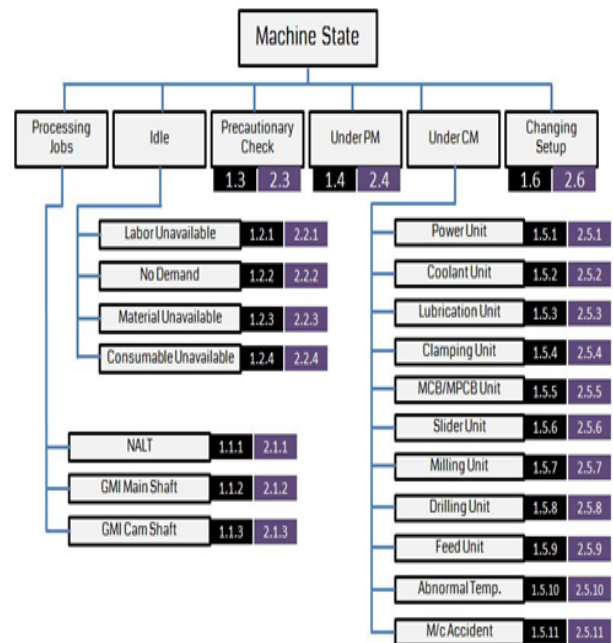 Machine State
Processing
Jobs
Idle
Precautionary
Check
Under PM
Under CM
Changing
Setup
1.3 2.3
1.4 2.4
1.6 2.6
Labor Unavailable 1.2.1 2.2.1
No Demand 1.2.2 2.2.2
Material Unavailable 1.2.3 2.2.3
Consumable Unavailable 1.2.4 2.2.4
NALT 1.1.1 2.1.1
GMI Main Shaft 1.1.2 2.1.2
GMI Cam Shaft 1.1.3 2.1.3
Power Unit 1.5.1 2.5.1
Coolant Unit 1.5.2 2.5.2
Lubrication Unit 1.5.3 2.5.3
Clamping Unit 1.5.4 2.5.4
MCB/MPCB Unit 1.5.5 2.5.5
Slider Unit 1.5.6 2.5.6
Milling Unit 1.5.7 2.5.7
Drilling Unit 1.5.8 2.5.8
Feed Unit 1.5.9 2.5.9
Abnormal Temp. 1.5.10 2.5.10
M/c Accident 1.5.11 2.5.11